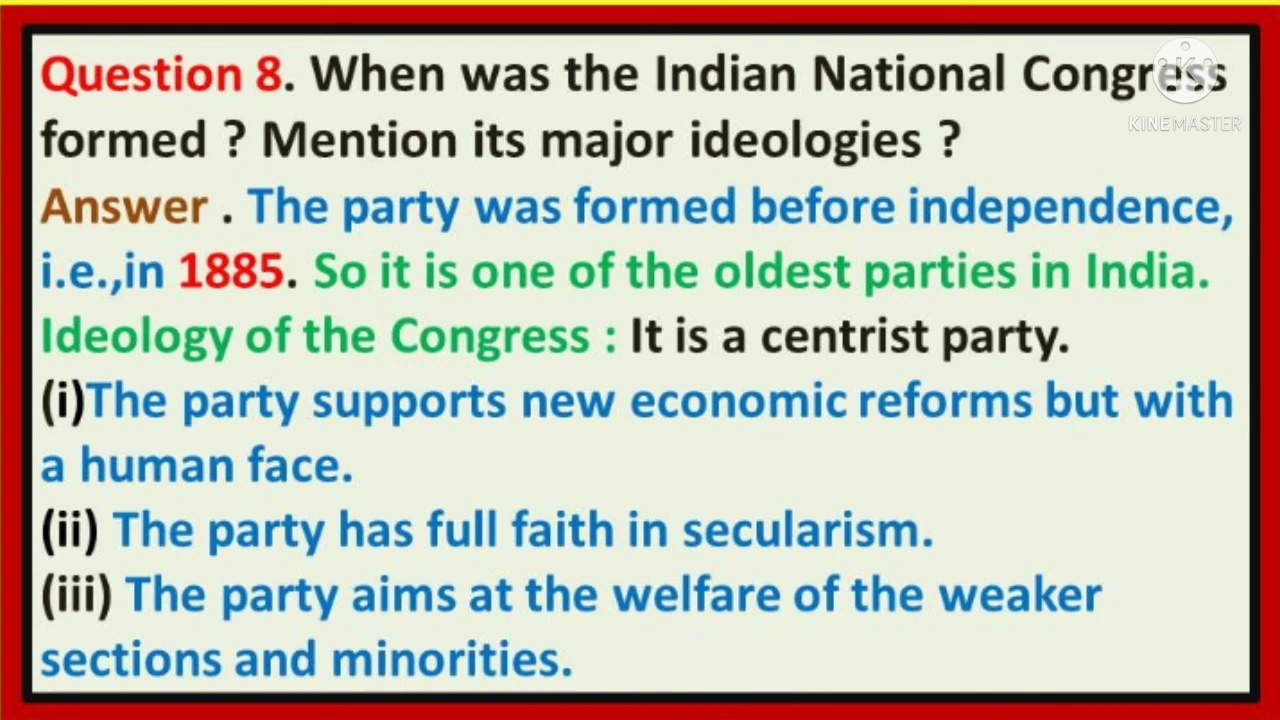 Question 8. When was the Indian National Congress
formed ? Mention its major ideologies ?
Answer . The party was formed before independence,
i.e.,in 1885. So it is one of the oldest parties in India.
Ideology of the Congress : It is a centrist party.
(i)The party supports new economic reforms but with
a human face.
(ii) The party has full faith in secularism.
(iii) The party aims at the welfare of the weaker
sections and minorities.
KINEMASTER